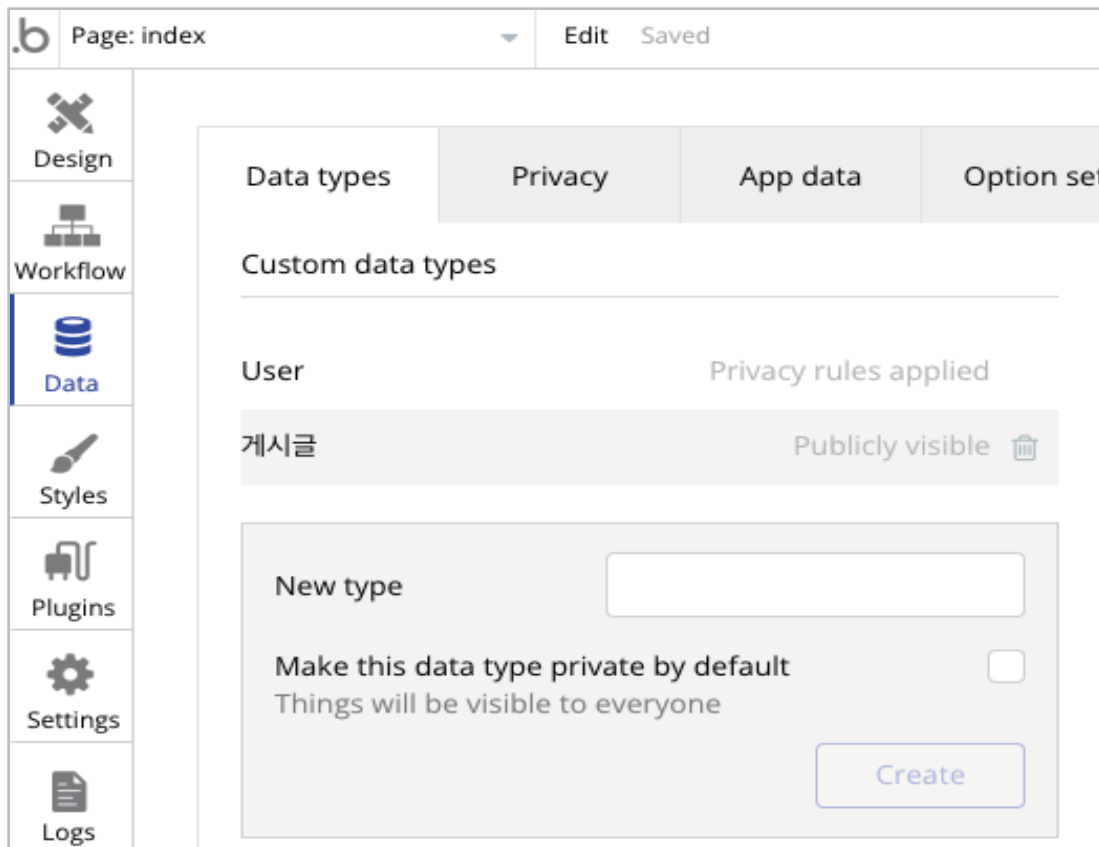 .b Page: index Edit Saved
Design
Workflow
Data
Styles
Plugins
Settings
Logs
Data types Privacy App data Option set
Custom data types
User Privacy rules applied
게시글 Publicly visible
New type
Make this data type private by default
Things will be visible to everyone
Create